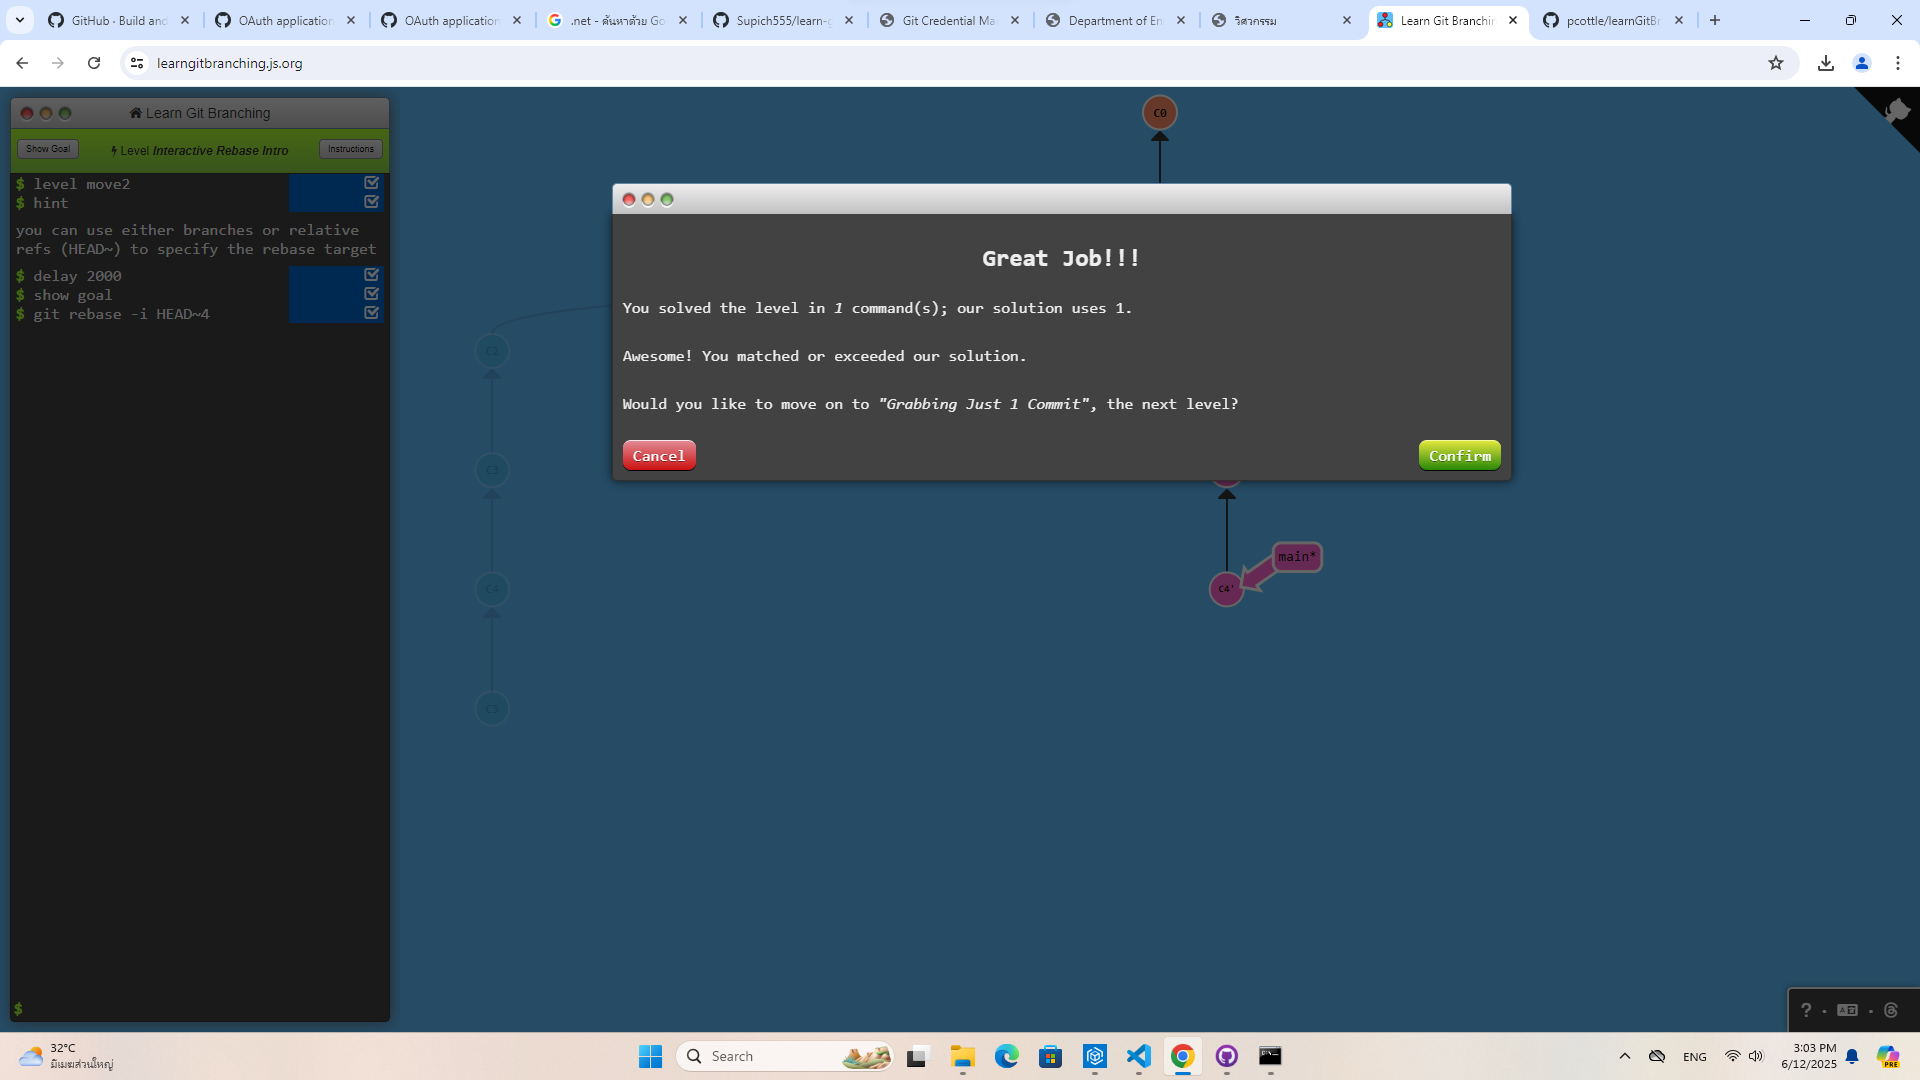 GitHub · Build and
OAuth application
OAuth application
.net - ค้นหาด้วย Go
Supich555/learn-g
Git Credential Ma
Department of En
วิศวกรรม
Learn Git Branchin
pcottle/learnGitBr
learngitbranching.js.org
Learn Git Branching
Show Goal
Level Interactive Rebase Intro
Instructions
$ level move2
$ hint
you can use either branches or relative
refs (HEAD~) to specify the rebase target
$ delay 2000
$ show goal
$ git rebase -i HEAD~4
$
C0
Great Job!!!
You solved the level in 1 command(s); our solution uses 1.
Awesome! You matched or exceeded our solution.
Would you like to move on to "Grabbing Just 1 Commit", the next level?
Cancel
Confirm
C2
C3
C4
C5
main*
C4'
?
32°C
มีเมฆส่วนใหญ่
Search
ENG
3:03 PM
6/12/2025
PRE